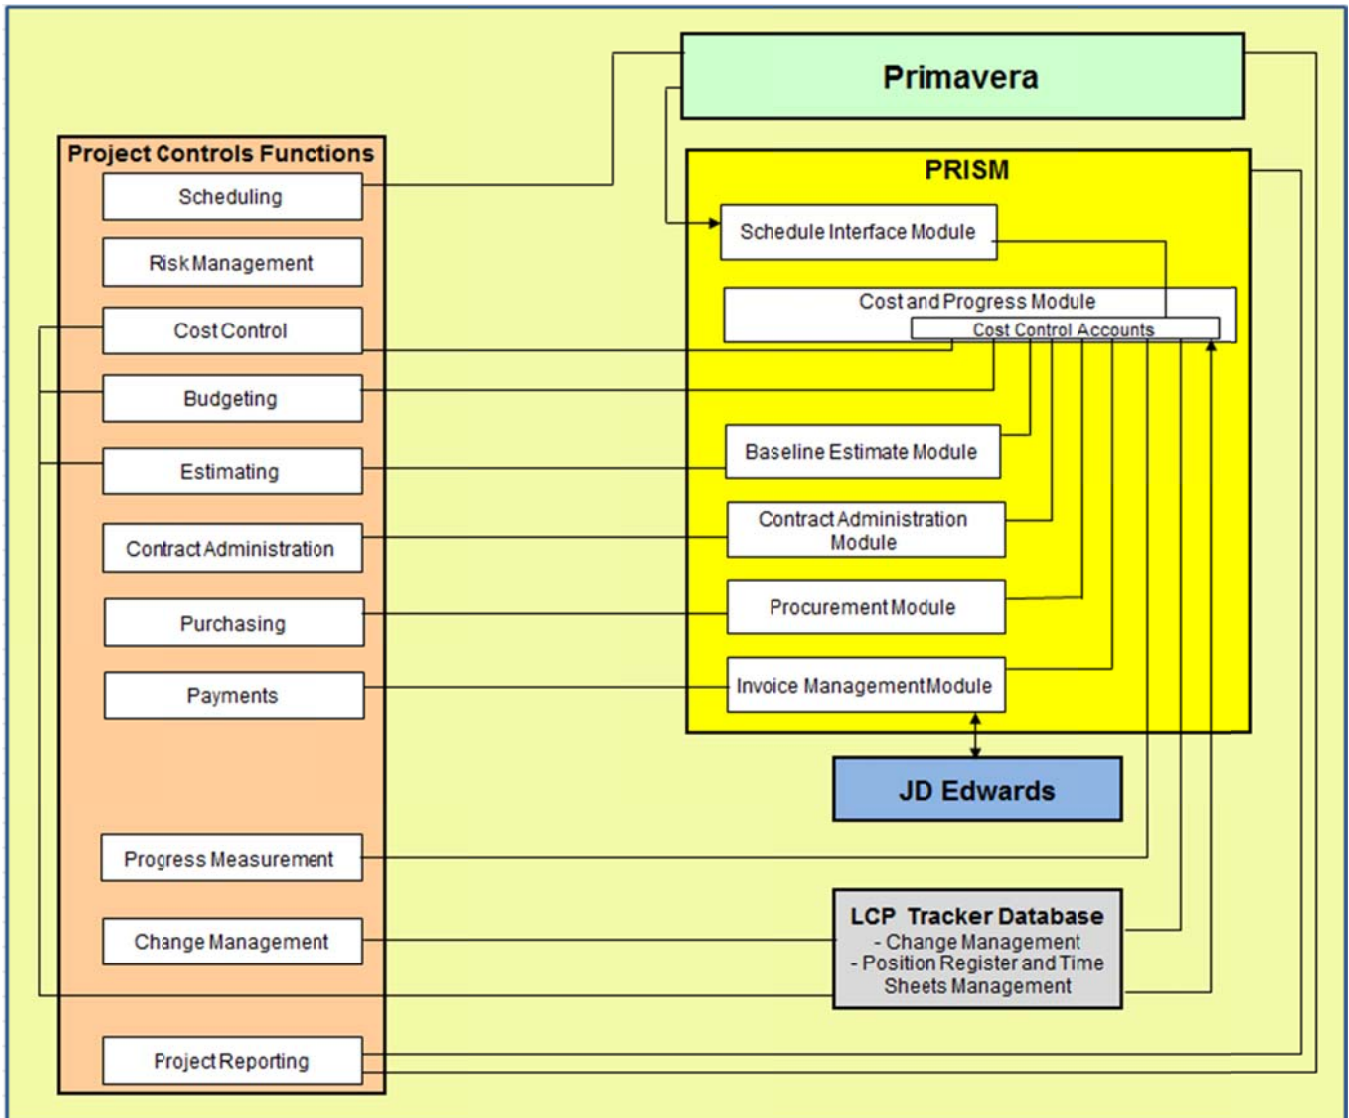 Primavera
Project Controls Functions
Scheduling
Risk Management
Cost Control
Budgeting
Estimating
Contract Administration
Purchasing
Payments
Progress Measurement
Change Management
Project Reporting
PRISM
Schedule Interface Module
Cost and Progress Module
Cost Control Accounts
Baseline Estimate Module
Contract Administration
Module
Procurement Module
Invoice Management Module
JD Edwards
LCP Tracker Database
- Change Management
- Position Register and Time
Sheets Management